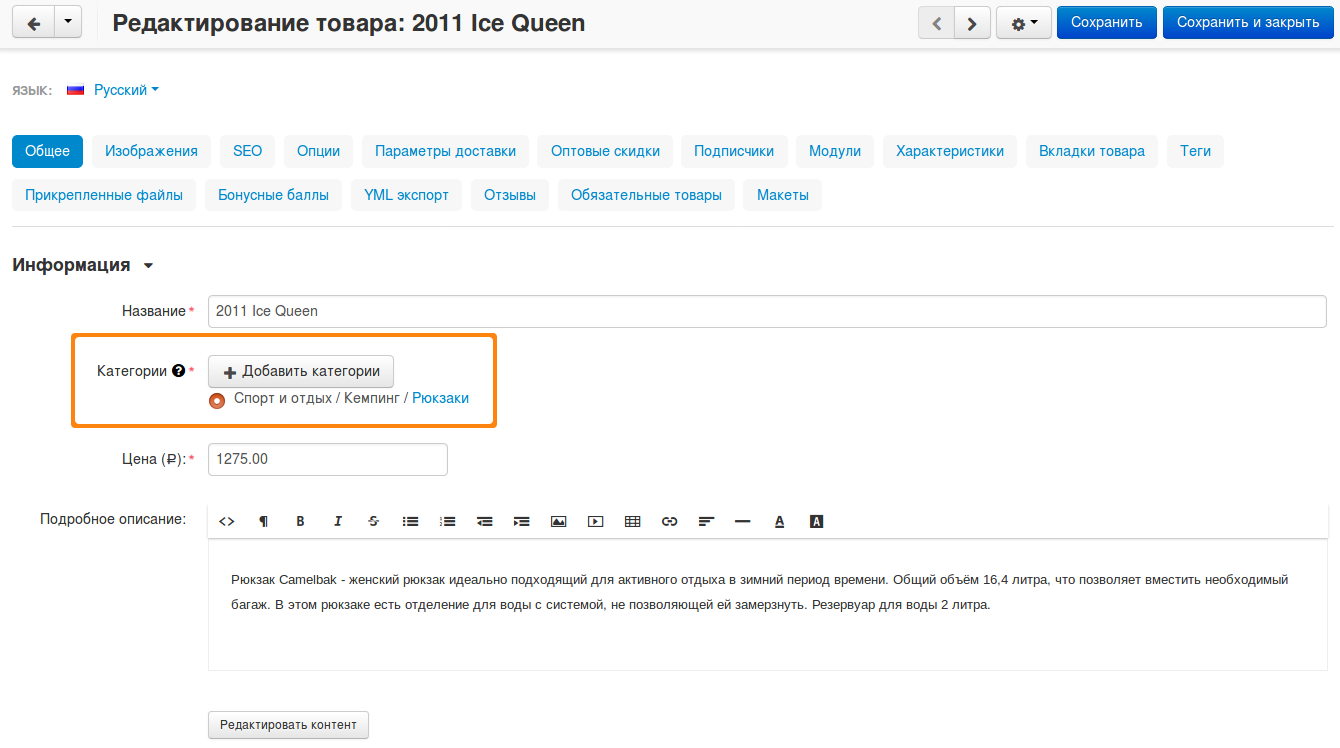 Редактирование товара: 2011 Ice Queen
Сохранить
Сохранить и закрыть
ЯЗЫК: Русский
Общее Изображения SEO Опции Параметры доставки Оптовые скидки Подписчики Модули Характеристики Вкладки товара Теги
Прикрепленные файлы Бонусные баллы YML экспорт Отзывы Обязательные товары Макеты
Информация
Название* 2011 Ice Queen
Категории ?* + Добавить категории
Спорт и отдых / Кемпинг / Рюкзаки
Цена (₽):* 1275.00
Подробное описание: <> ¶ B I S A A
Рюкзак Camelbak - женский рюкзак идеально подходящий для активного отдыха в зимний период времени. Общий объём 16,4 литра, что позволяет вместить необходимый
багаж. В этом рюкзаке есть отделение для воды с системой, не позволяющей ей замерзнуть. Резервуар для воды 2 литра.
Редактировать контент